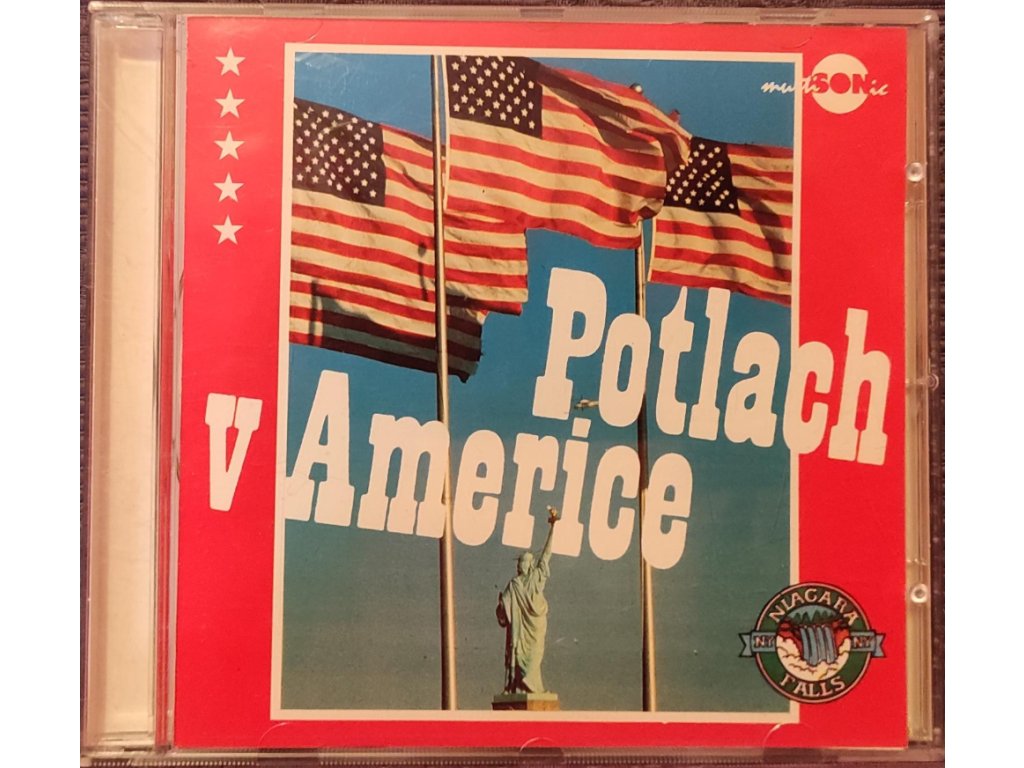 multiSONic
Potlach
v Americe
NIAGARA
NY NY
FALLS